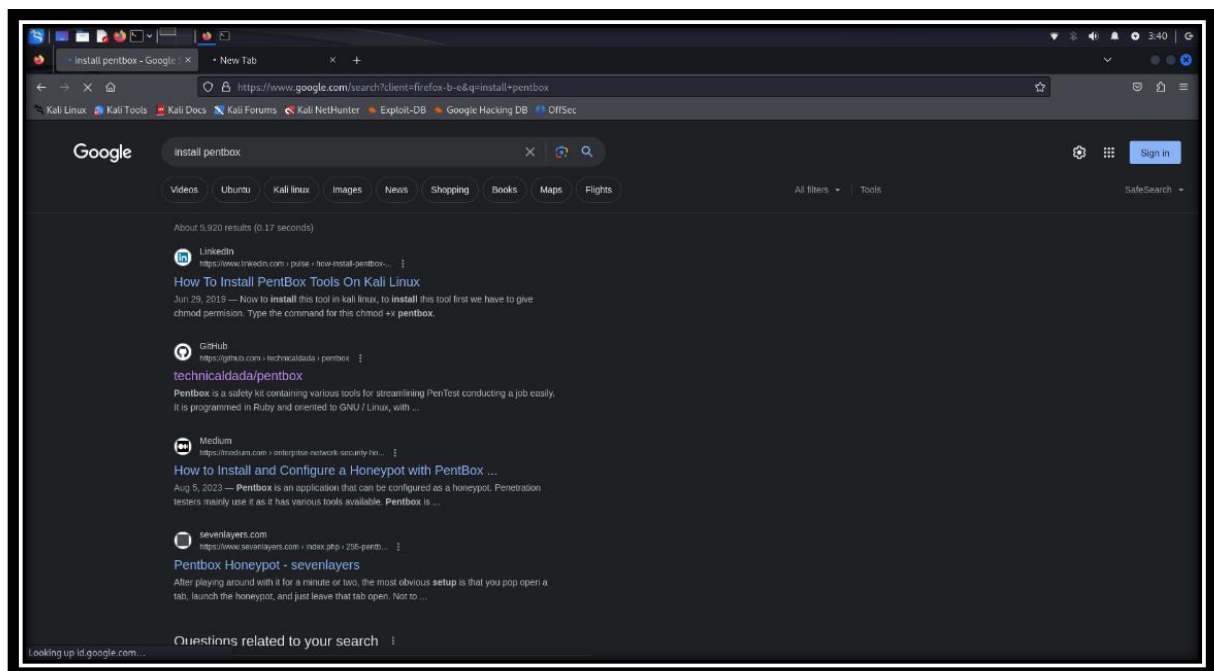 3:40
install pentbox - Google S
New Tab
https://www.google.com/search?client=firefox-b-e&q=install+pentbox
Kali Linux Kali Tools Kali Docs Kali Forums Kali NetHunter Exploit-DB Google Hacking DB OffSec
Google
install pentbox
Sign in
Videos Ubuntu Kali linux Images News Shopping Books Maps Flights
All filters Tools
SafeSearch
About 5,920 results (0.17 seconds)
LinkedIn
https://www.linkedin.com › pulse › how-install-pentbox-...
How To Install PentBox Tools On Kali Linux
Jun 29, 2019 — Now to install this tool in kali linux, to install this tool first we have to give
chmod permision. Type the command for this chmod +x pentbox.
GitHub
https://github.com › technicaldada › pentbox
technicaldada/pentbox
Pentbox is a safety kit containing various tools for streamlining PenTest conducting a job easily.
It is programmed in Ruby and oriented to GNU / Linux, with ...
Medium
https://medium.com › enterprise-network-security-ho...
How to Install and Configure a Honeypot with PentBox ...
Aug 5, 2023 — Pentbox is an application that can be configured as a honeypot. Penetration
testers mainly use it as it has various tools available. Pentbox is ...
sevenlayers.com
https://www.sevenlayers.com › index.php › 255-pentb...
Pentbox Honeypot - sevenlayers
After playing around with it for a minute or two, the most obvious setup is that you pop open a
tab, launch the honeypot, and just leave that tab open. Not to ...
Questions related to your search
Looking up id.google.com...